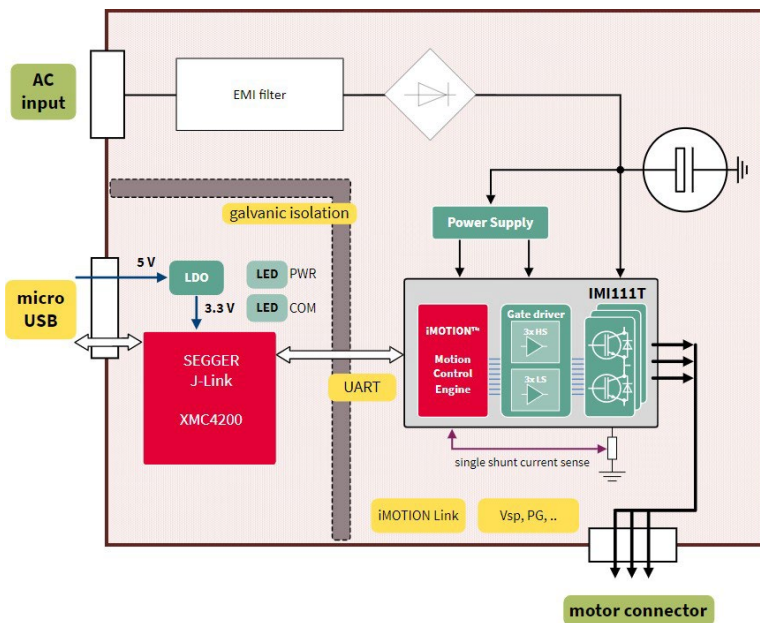 AC
input
EMI filter
galvanic isolation
Power Supply
5 V
LDO
LED PWR
3.3 V
LED COM
micro
USB
SEGGER
J-Link
XMC4200
UART
IMI111T
iMOTION™
Motion
Control
Engine
Gate driver
3x HS
3x LS
single shunt current sense
iMOTION Link
Vsp, PG, ..
motor connector